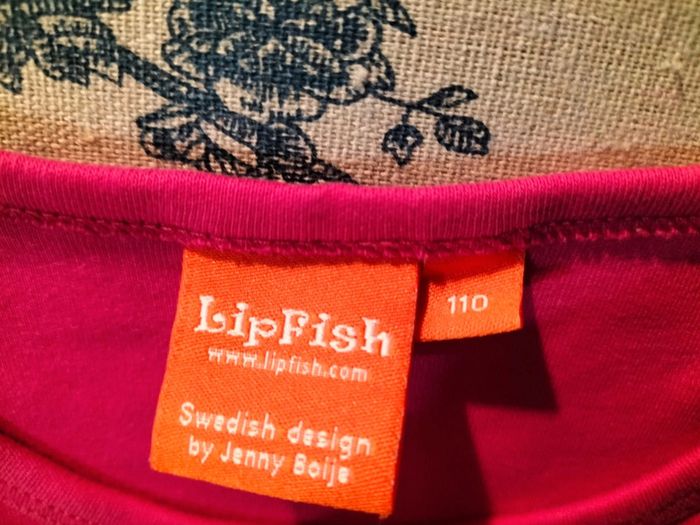 LipFish
www.lipfish.com
Swedish design
by Jenny Boije
110